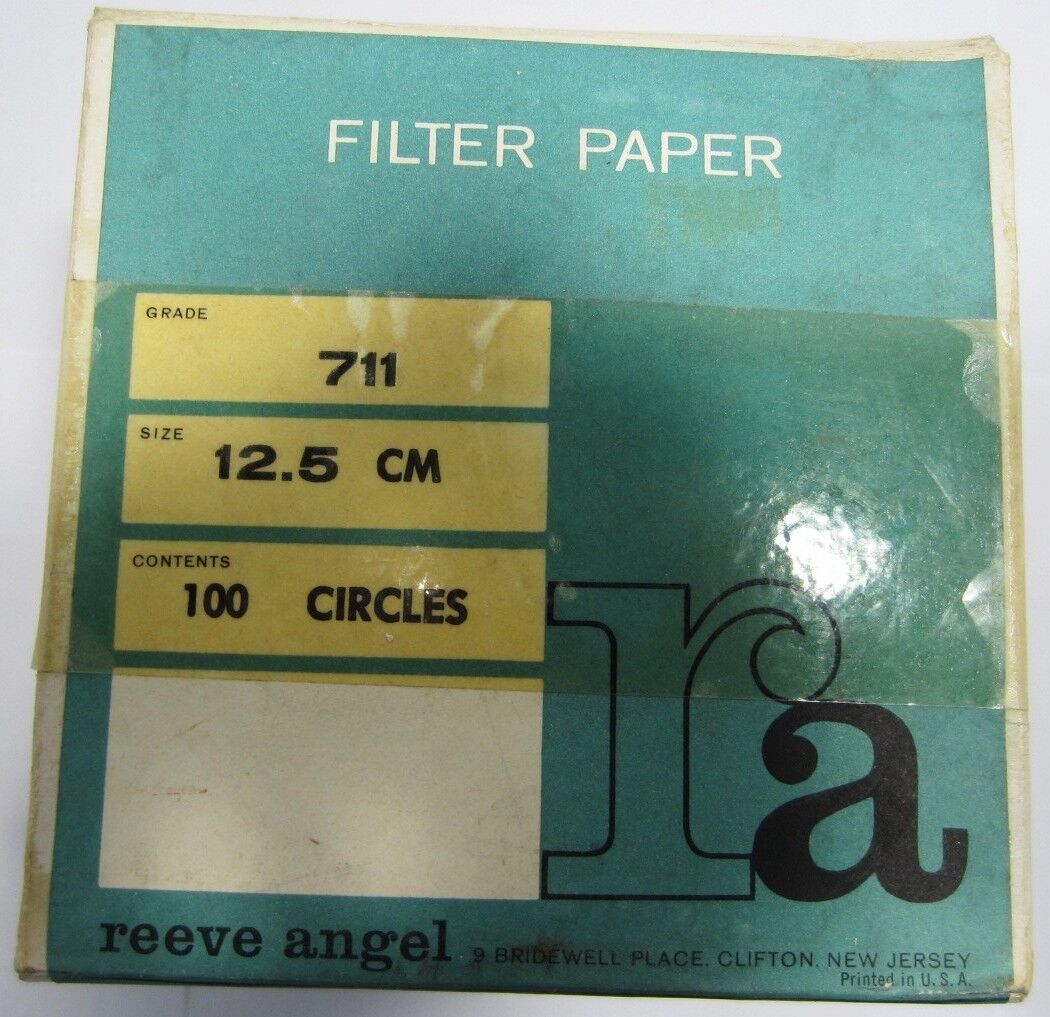 FILTER PAPER
GRADE
711
SIZE
12.5 CM
CONTENTS
100 CIRCLES
ra
reeve angel 9 BRIDEWELL PLACE. CLIFTON. NEW JERSEY
Printed in U. S. A.